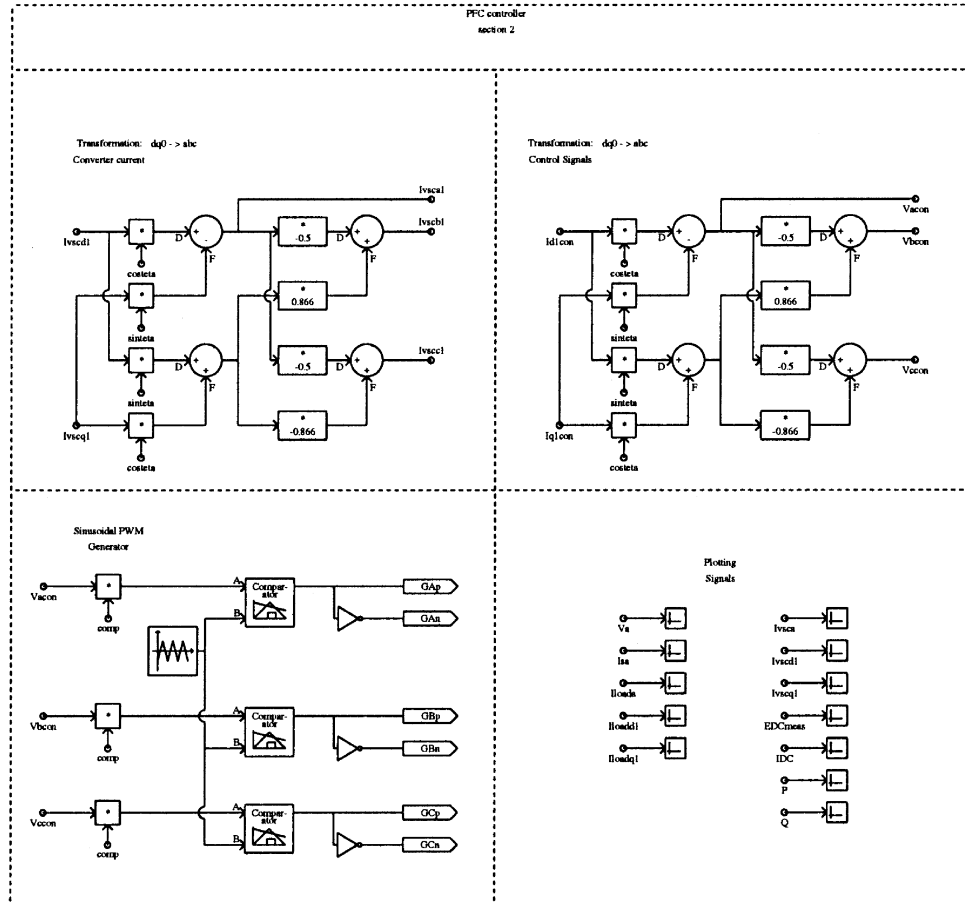 PFC controller
section 2
Transformation: dq0 - > abc
Converter current
Ivsca1
Ivscb1
* + D - F
* -0.5
D + +
F
Ivscd1
costeta
*
* 0.866
sinteta
* + D + F
* -0.5
D + +
F
Ivscc1
sinteta
*
* -0.866
Ivscq1
costeta
Transformation: dq0 - > abc
Control Signals
Vacon
Vbcon
* + D - F
* -0.5
D + +
F
Id1con
costeta
*
* 0.866
sinteta
* + D + F
* -0.5
D + +
F
Vccon
sinteta
*
* -0.866
Iq1con
costeta
Sinusoidal PWM
Generator
Vacon
*
comp
A
B
Compar-
ator
GAp
GAn
Vbcon
*
comp
A
B
Compar-
ator
GBp
GBn
Vccon
*
comp
A
B
Compar-
ator
GCp
GCn
Plotting
Signals
Va
Isa
Iloada
Iloadd1
Iloadq1
Ivsca
Ivscd1
Ivscq1
EDCmeas
IDC
P
Q